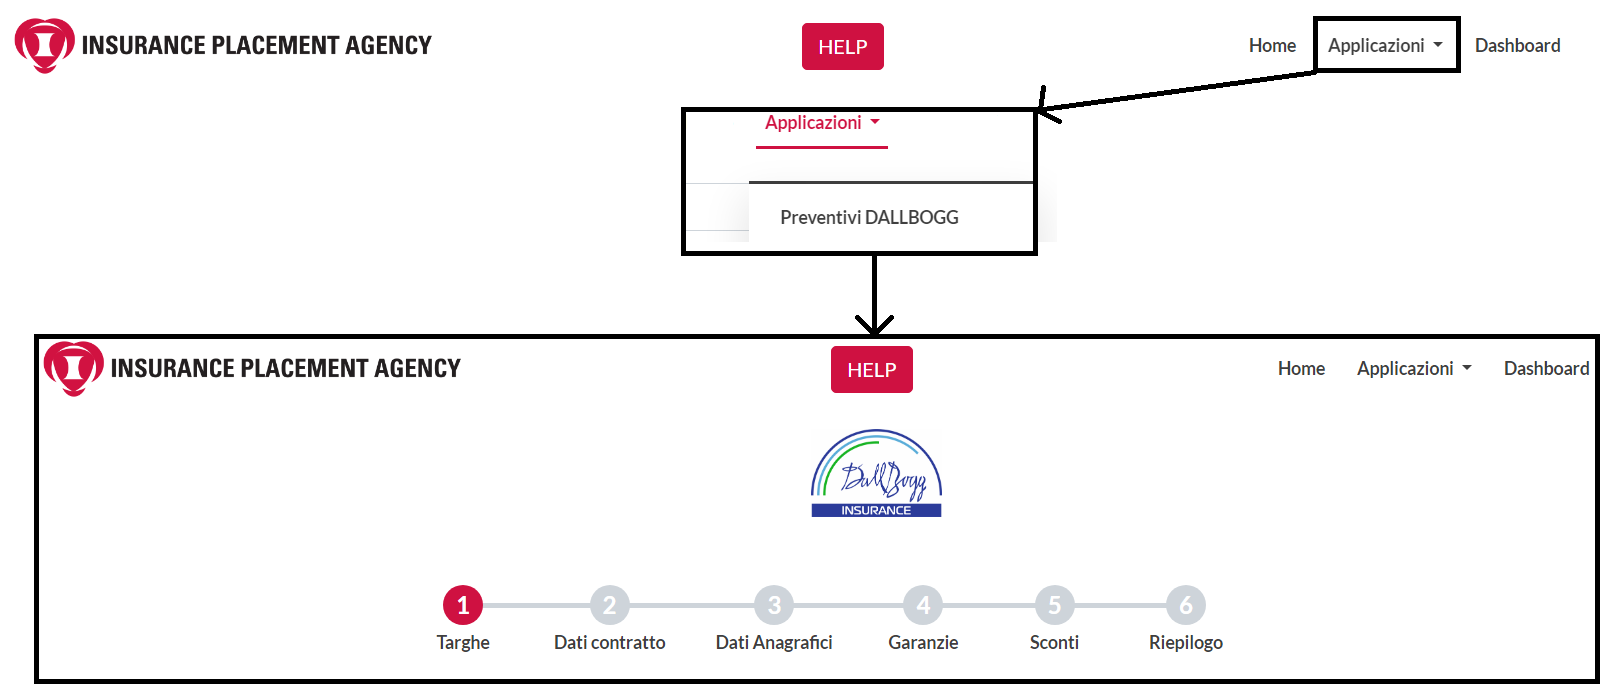 INSURANCE PLACEMENT AGENCY HELP Home Applicazioni Dashboard
Applicazioni
Preventivi DALLBOGG
INSURANCE PLACEMENT AGENCY HELP Home Applicazioni Dashboard
DallBogg
INSURANCE
1 2 3 4 5 6
Targhe Dati contratto Dati Anagrafici Garanzie Sconti Riepilogo